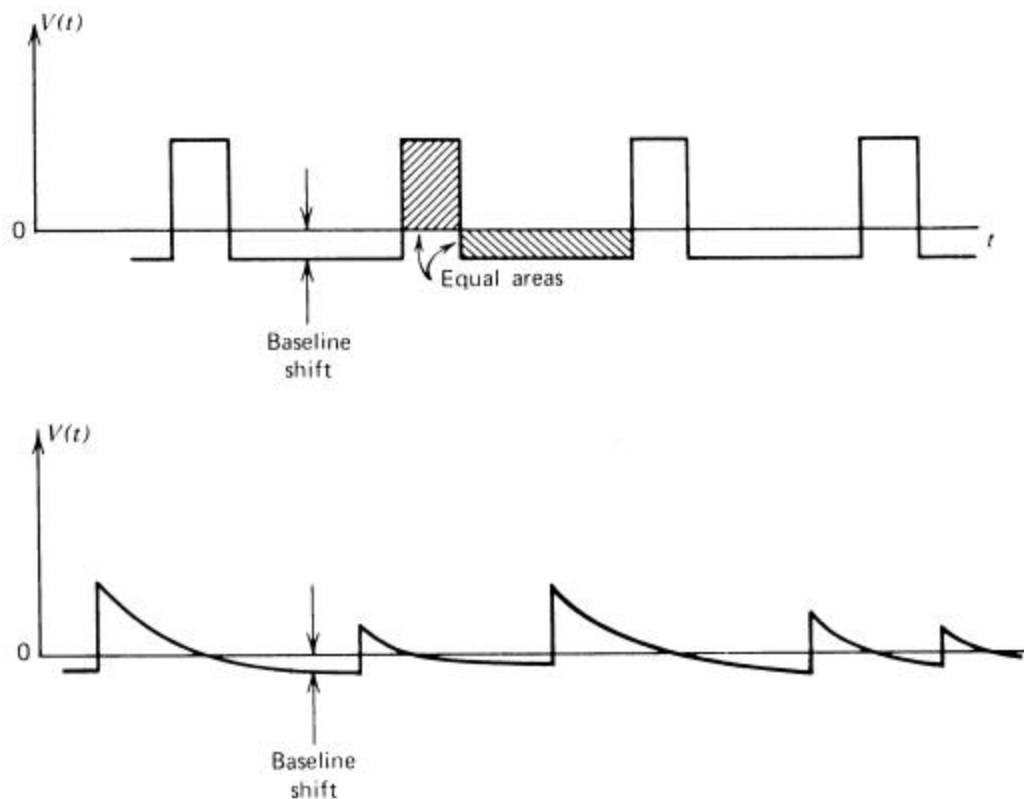 V(t)
0
t
Equal areas
Baseline
shift
V(t)
0
Baseline
shift